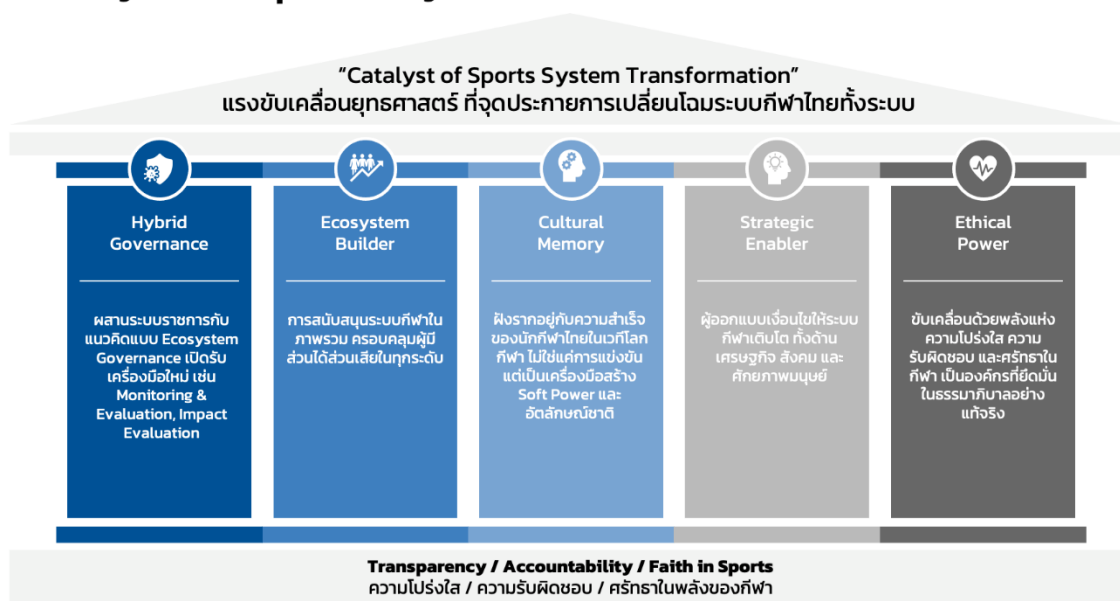 “Catalyst of Sports System Transformation”
แรงขับเคลื่อนยุทธศาสตร์ ที่จุดประกายการเปลี่ยนโฉมระบบกีฬาไทยทั้งระบบ
Hybrid
Governance
ผสานระบบราชการกับ
แนวคิดแบบ Ecosystem
Governance เปิดรับ
เครื่องมือใหม่ เช่น
Monitoring &
Evaluation, Impact
Evaluation
Ecosystem
Builder
การสนับสนุนระบบกีฬาใน
ภาพรวม ครอบคลุมผู้มี
ส่วนได้ส่วนเสียในทุกระดับ
Cultural
Memory
ฝังรากอยู่กับความสำเร็จ
ของนักกีฬาไทยในเวทีโลก
กีฬา ไม่ใช่แค่การแข่งขัน
แต่เป็นเครื่องมือสร้าง
Soft Power และ
อัตลักษณ์ชาติ
Strategic
Enabler
ผู้ออกแบบเงื่อนไขให้ระบบ
กีฬาเติบโต ทั้งด้าน
เศรษฐกิจ สังคม และ
ศักยภาพมนุษย์
Ethical
Power
ขับเคลื่อนด้วยพลังแห่ง
ความโปร่งใส ความ
รับผิดชอบ และศรัทธาใน
กีฬา เป็นองค์กรที่ยึดมั่น
ในธรรมาภิบาลอย่าง
แท้จริง
Transparency / Accountability / Faith in Sports
ความโปร่งใส / ความรับผิดชอบ / ศรัทธาในพลังของกีฬา